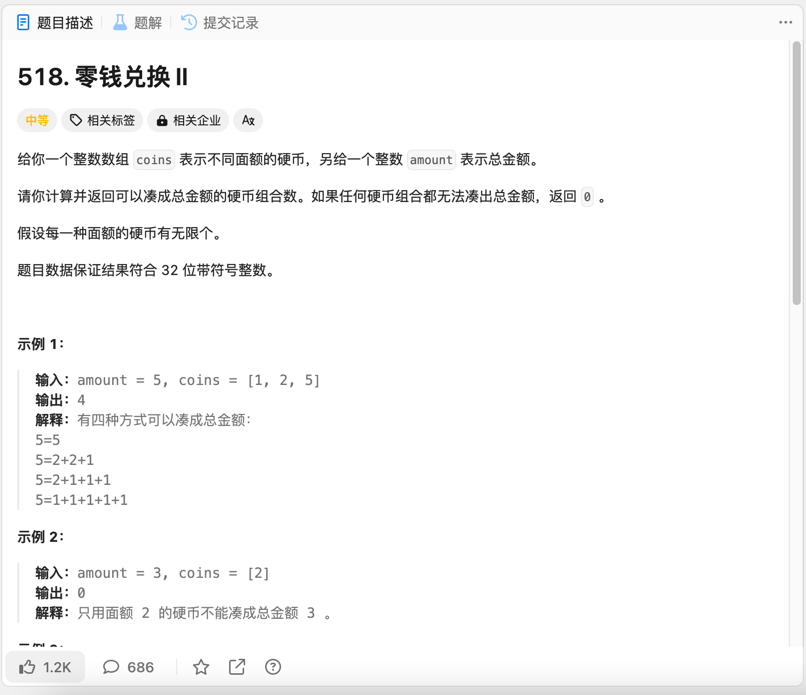 题目描述 题解 提交记录
518. 零钱兑换 II
中等 相关标签 相关企业 Aあ
给你一个整数数组 coins 表示不同面额的硬币，另给一个整数 amount 表示总金额。
请你计算并返回可以凑成总金额的硬币组合数。如果任何硬币组合都无法凑出总金额，返回 0 。
假设每一种面额的硬币有无限个。
题目数据保证结果符合 32 位带符号整数。
示例 1：
输入：amount = 5, coins = [1, 2, 5]
输出：4
解释：有四种方式可以凑成总金额：
5=5
5=2+2+1
5=2+1+1+1
5=1+1+1+1+1
示例 2：
输入：amount = 3, coins = [2]
输出：0
解释：只用面额 2 的硬币不能凑成总金额 3 。
1.2K 686